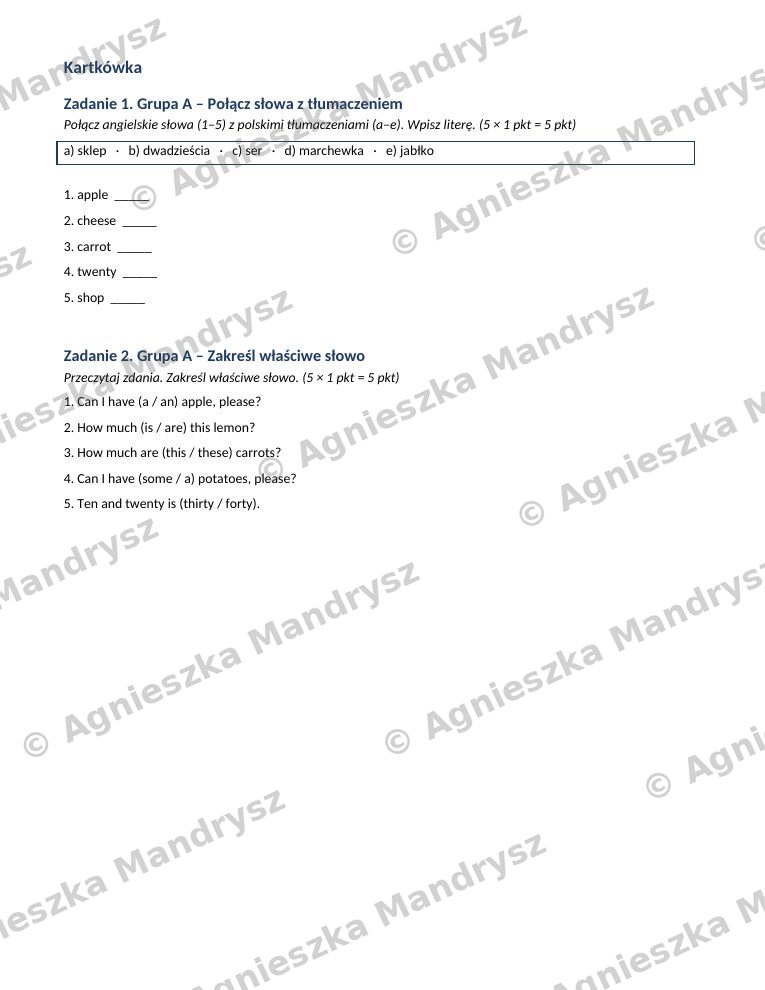 Kartkówka
Zadanie 1. Grupa A – Połącz słowa z tłumaczeniem
Połącz angielskie słowa (1–5) z polskimi tłumaczeniami (a–e). Wpisz literę. (5 × 1 pkt = 5 pkt)
a) sklep · b) dwadzieścia · c) ser · d) marchewka · e) jabłko
1. apple _____
2. cheese _____
3. carrot _____
4. twenty _____
5. shop _____
Zadanie 2. Grupa A – Zakreśl właściwe słowo
Przeczytaj zdania. Zakreśl właściwe słowo. (5 × 1 pkt = 5 pkt)
1. Can I have (a / an) apple, please?
2. How much (is / are) this lemon?
3. How much are (this / these) carrots?
4. Can I have (some / a) potatoes, please?
5. Ten and twenty is (thirty / forty).
© Agnieszka Mandrysz